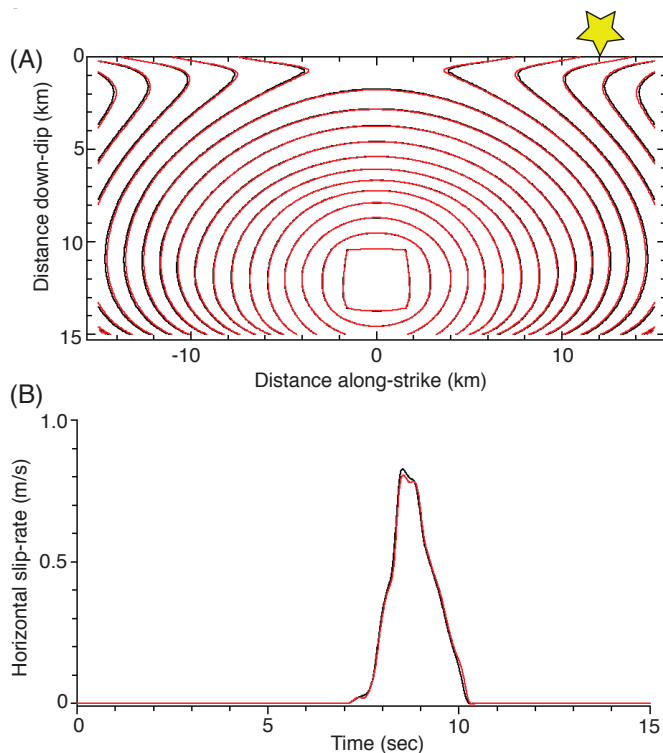 (A)
0
5
10
15
Distance down-dip (km)
-10 0 10
Distance along-strike (km)
(B)
1.0
0.5
0
Horizontal slip-rate (m/s)
0 5 10 15
Time (sec)